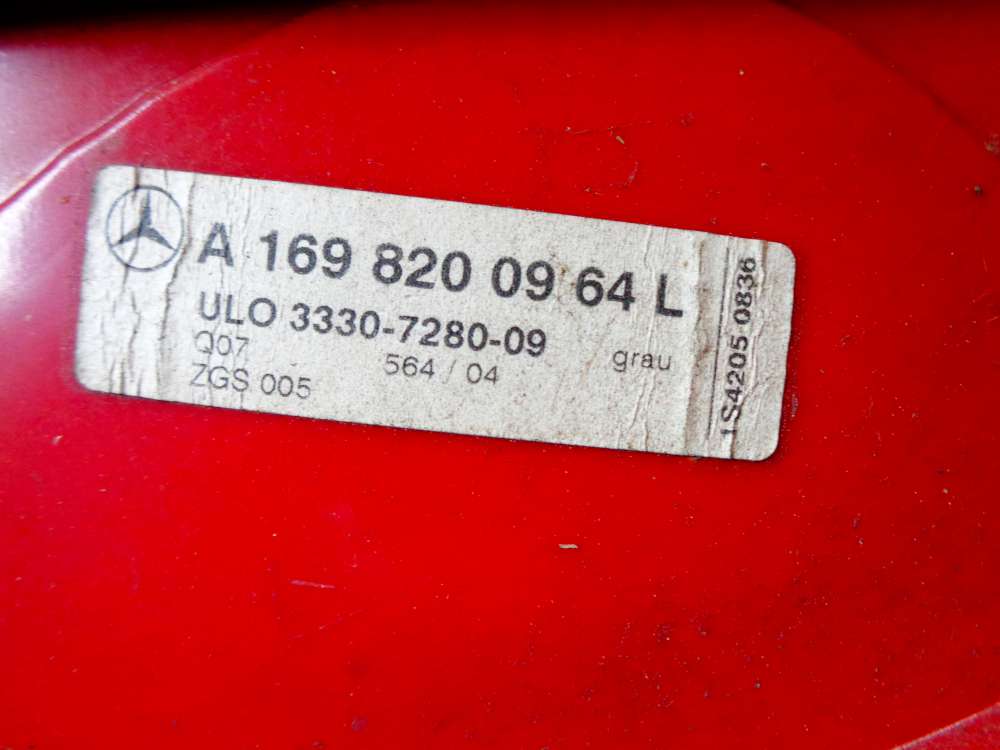 A 169 820 09 64 L
ULO 3330-7280-09
Q07 564 / 04 grau
ZGS 005
1S4205 0836